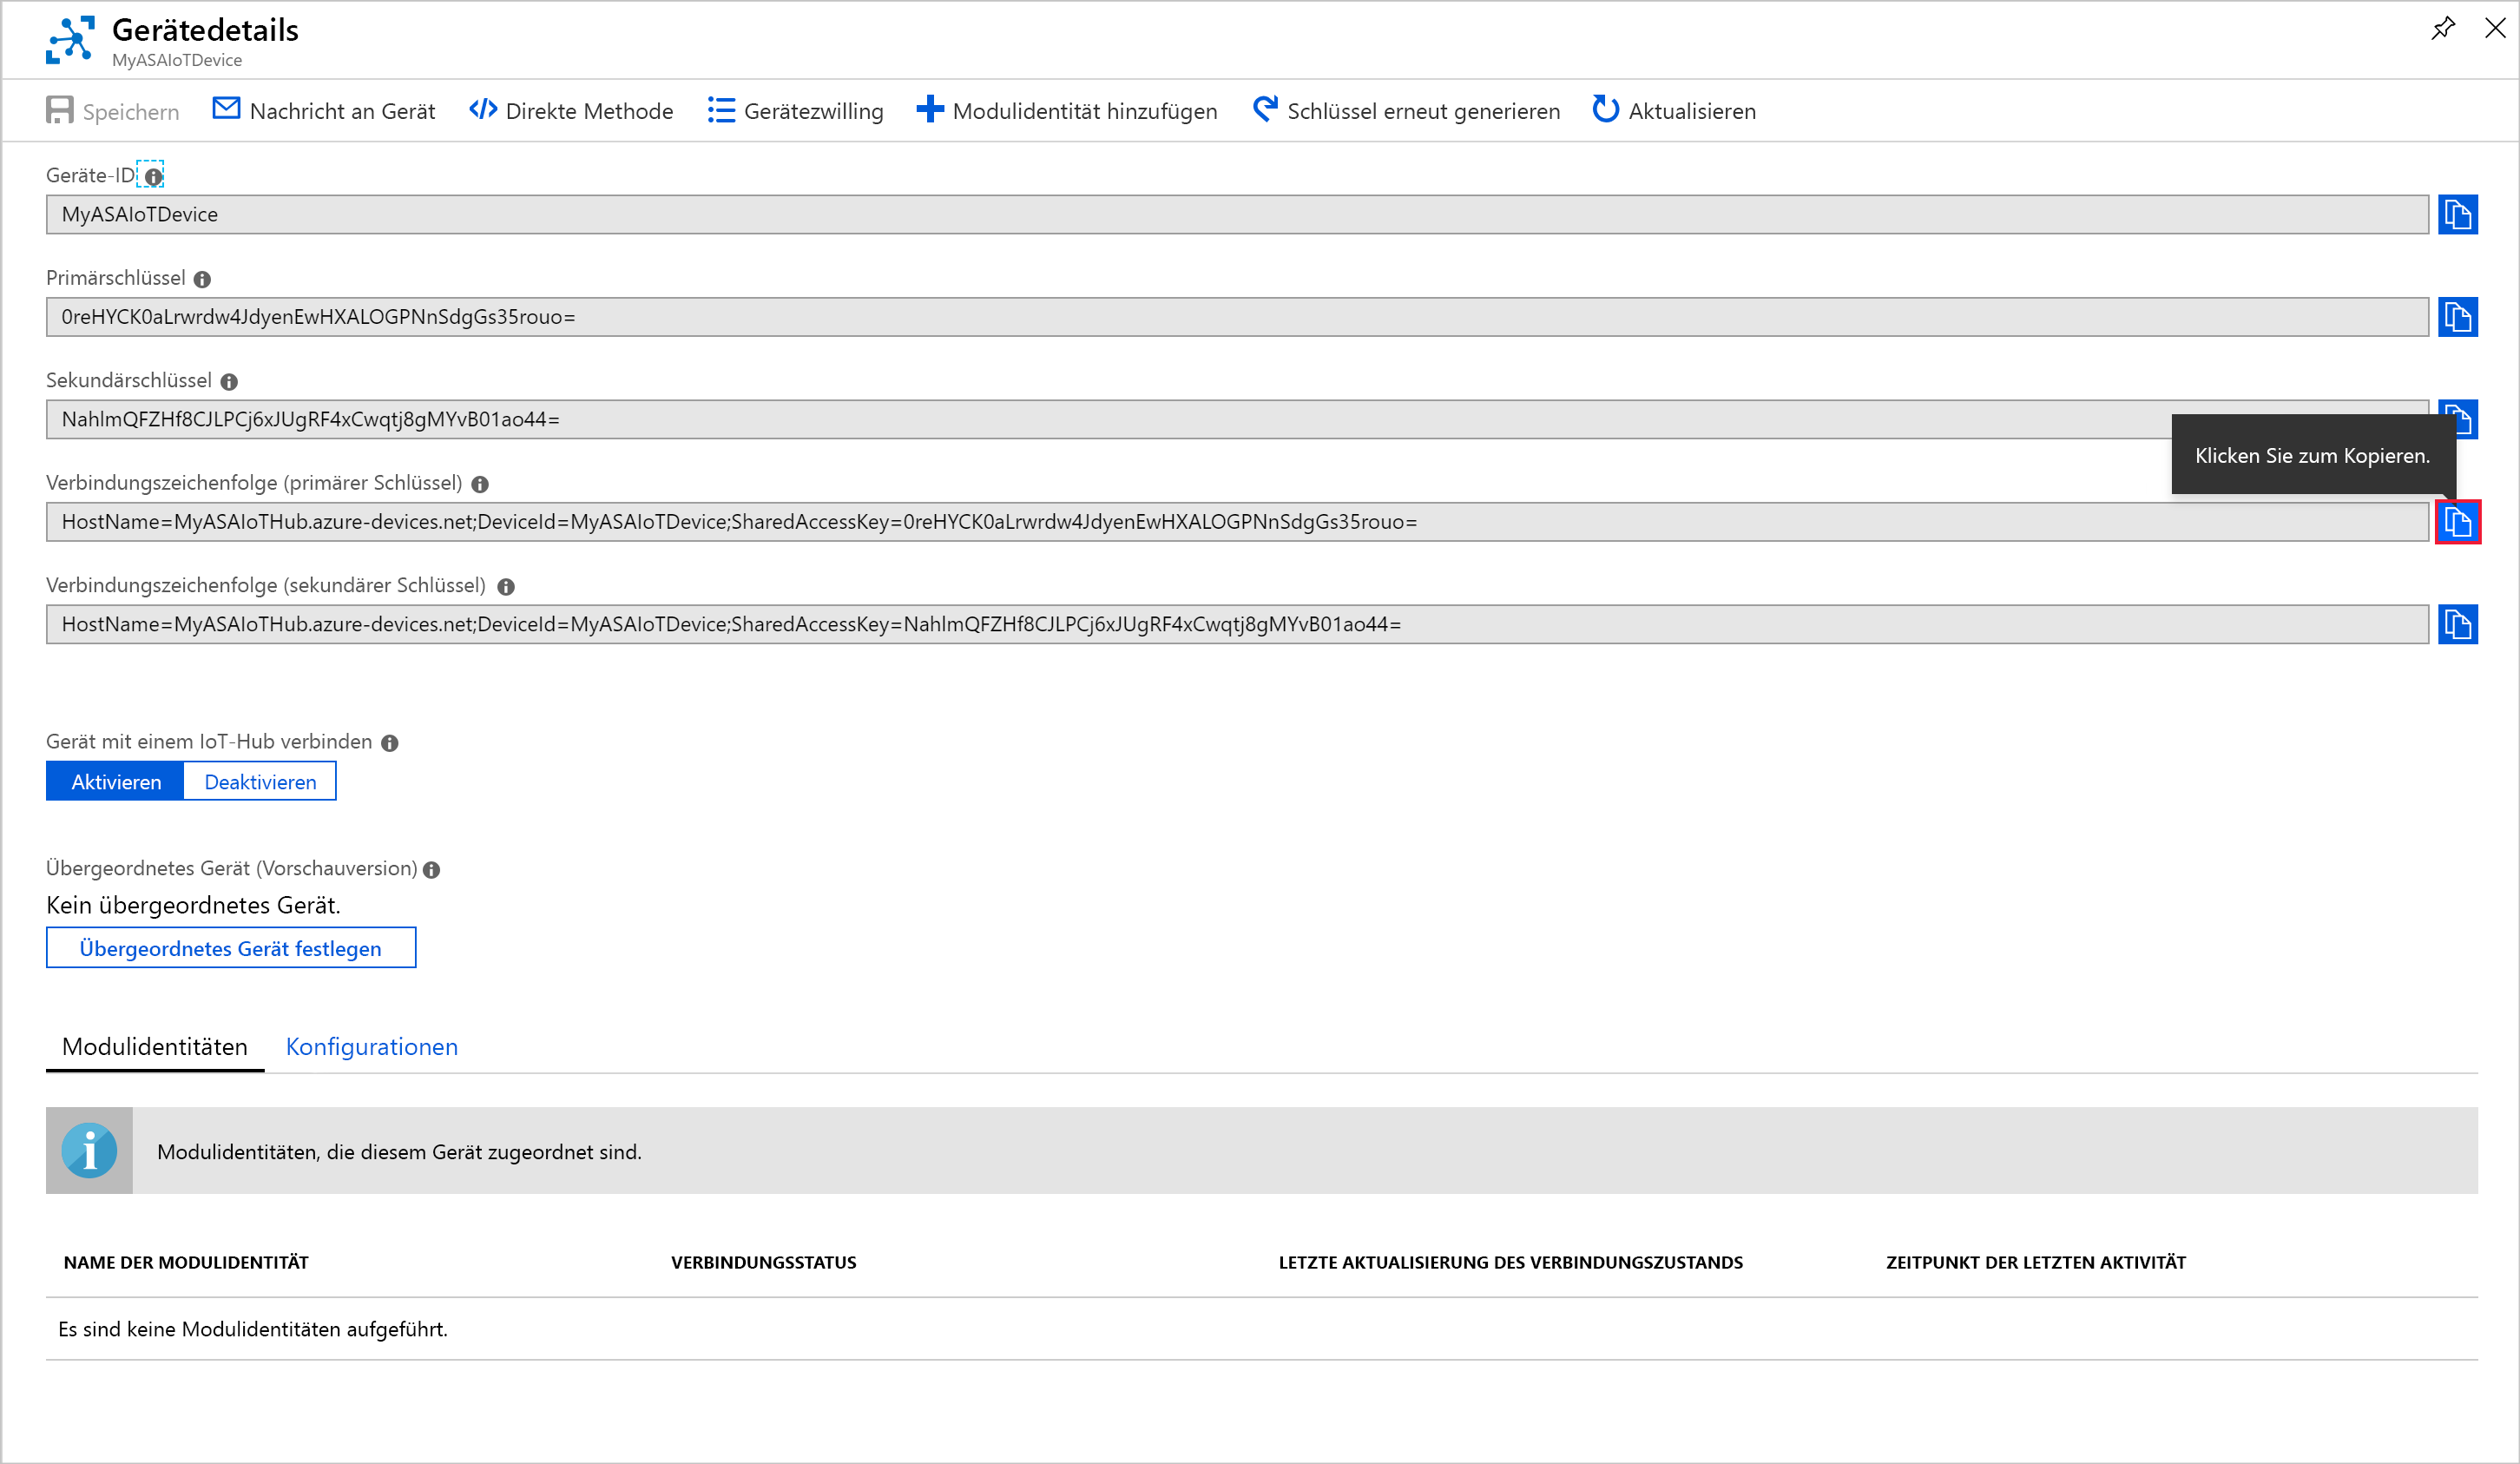 Gerätedetails
MyASAIoTDevice
Speichern Nachricht an Gerät Direkte Methode Gerätezwilling Modulidentität hinzufügen Schlüssel erneut generieren Aktualisieren
Geräte-ID
MyASAIoTDevice
Primärschlüssel
0reHYCK0aLrwrdw4JdyenEwHXALOGPNnSdgGs35rouo=
Sekundärschlüssel
NahlmQFZHf8CJLPCj6xJUgRF4xCwqtj8gMYvB01ao44=
Klicken Sie zum Kopieren.
Verbindungszeichenfolge (primärer Schlüssel)
HostName=MyASAIoTHub.azure-devices.net;DeviceId=MyASAIoTDevice;SharedAccessKey=0reHYCK0aLrwrdw4JdyenEwHXALOGPNnSdgGs35rouo=
Verbindungszeichenfolge (sekundärer Schlüssel)
HostName=MyASAIoTHub.azure-devices.net;DeviceId=MyASAIoTDevice;SharedAccessKey=NahlmQFZHf8CJLPCj6xJUgRF4xCwqtj8gMYvB01ao44=
Gerät mit einem IoT-Hub verbinden
Aktivieren Deaktivieren
Übergeordnetes Gerät (Vorschauversion)
Kein übergeordnetes Gerät.
Übergeordnetes Gerät festlegen
Modulidentitäten Konfigurationen
Modulidentitäten, die diesem Gerät zugeordnet sind.
NAME DER MODULIDENTITÄT VERBINDUNGSSTATUS LETZTE AKTUALISIERUNG DES VERBINDUNGSZUSTANDS ZEITPUNKT DER LETZTEN AKTIVITÄT
Es sind keine Modulidentitäten aufgeführt.